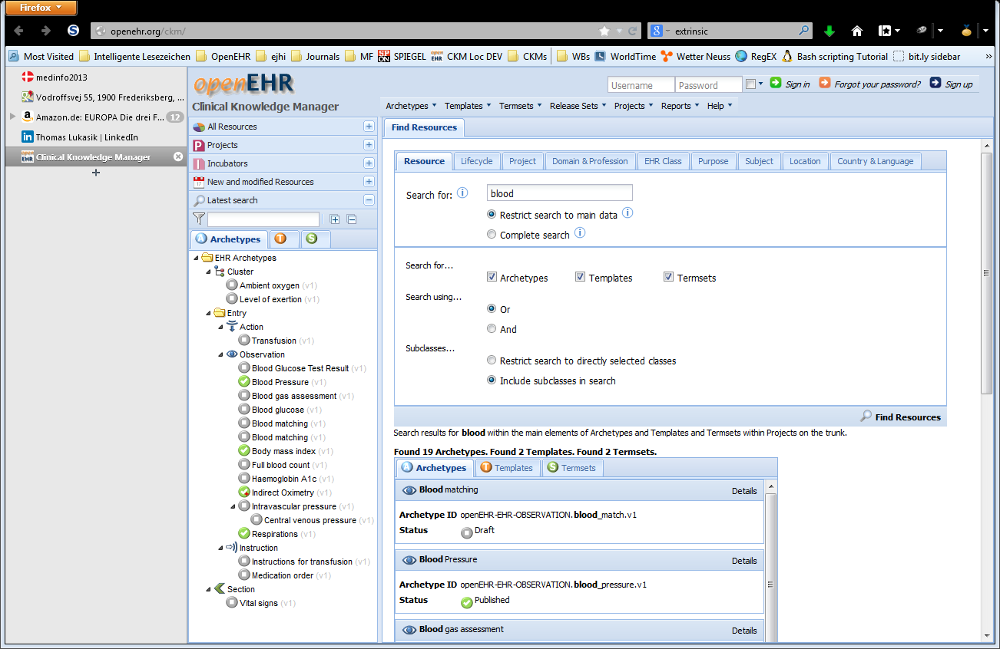 Firefox
openehr.org/ckm/
extrinsic
Most Visited Intelligente Lesezeichen OpenEHR ejhi Journals MF SPIEGEL CKM Loc DEV CKMs WBs WorldTime Wetter Neuss RegEX Bash scripting Tutorial bit.ly sidebar »
medinfo2013
Vodroffsvej 55, 1900 Frederiksberg, ...
Amazon.de: EUROPA Die drei F... 12
Thomas Lukasik | LinkedIn
Clinical Knowledge Manager
openEHR
Clinical Knowledge Manager
Username Password Sign in Forgot your password? Sign up
Archetypes Templates Termsets Release Sets Projects Reports Help
All Resources
Projects
Incubators
New and modified Resources
Latest search
Archetypes T S
EHR Archetypes
Cluster
Ambient oxygen (v1)
Level of exertion (v1)
Entry
Action
Transfusion (v1)
Observation
Blood Glucose Test Result (v1)
Blood Pressure (v1)
Blood gas assessment (v1)
Blood glucose (v1)
Blood matching (v1)
Blood matching (v1)
Body mass index (v1)
Full blood count (v1)
Haemoglobin A1c (v1)
Indirect Oximetry (v1)
Intravascular pressure (v1)
Central venous pressure (v1)
Respirations (v1)
Instruction
Instructions for transfusion (v1)
Medication order (v1)
Section
Vital signs (v1)
Find Resources
Resource Lifecycle Project Domain & Profession EHR Class Purpose Subject Location Country & Language
Search for: blood
Restrict search to main data
Complete search
Search for...
Archetypes Templates Termsets
Search using...
Or
And
Subclasses...
Restrict search to directly selected classes
Include subclasses in search
Find Resources
Search results for blood within the main elements of Archetypes and Templates and Termsets within Projects on the trunk.
Found 19 Archetypes. Found 2 Templates. Found 2 Termsets.
A Archetypes T Templates S Termsets
Blood matching Details
Archetype ID openEHR-EHR-OBSERVATION.blood_match.v1
Status Draft
Blood Pressure Details
Archetype ID openEHR-EHR-OBSERVATION.blood_pressure.v1
Status Published
Blood gas assessment Details